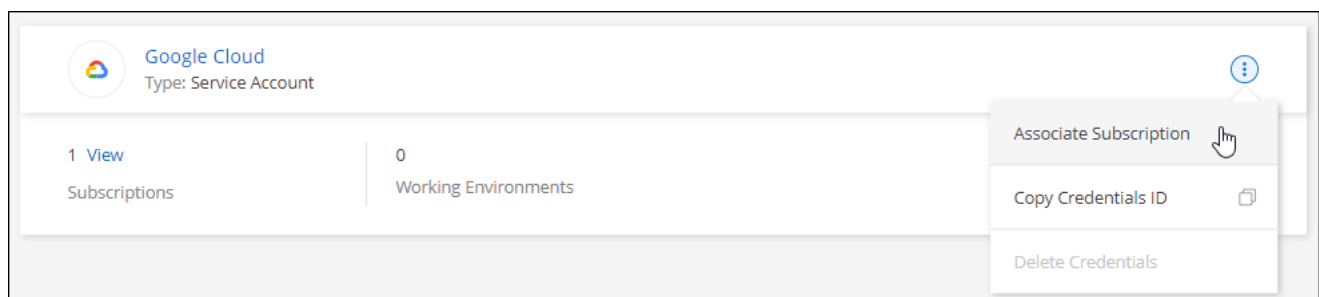 Google Cloud
Type: Service Account
Associate Subscription
1 View
0
Subscriptions
Working Environments
Copy Credentials ID
Delete Credentials